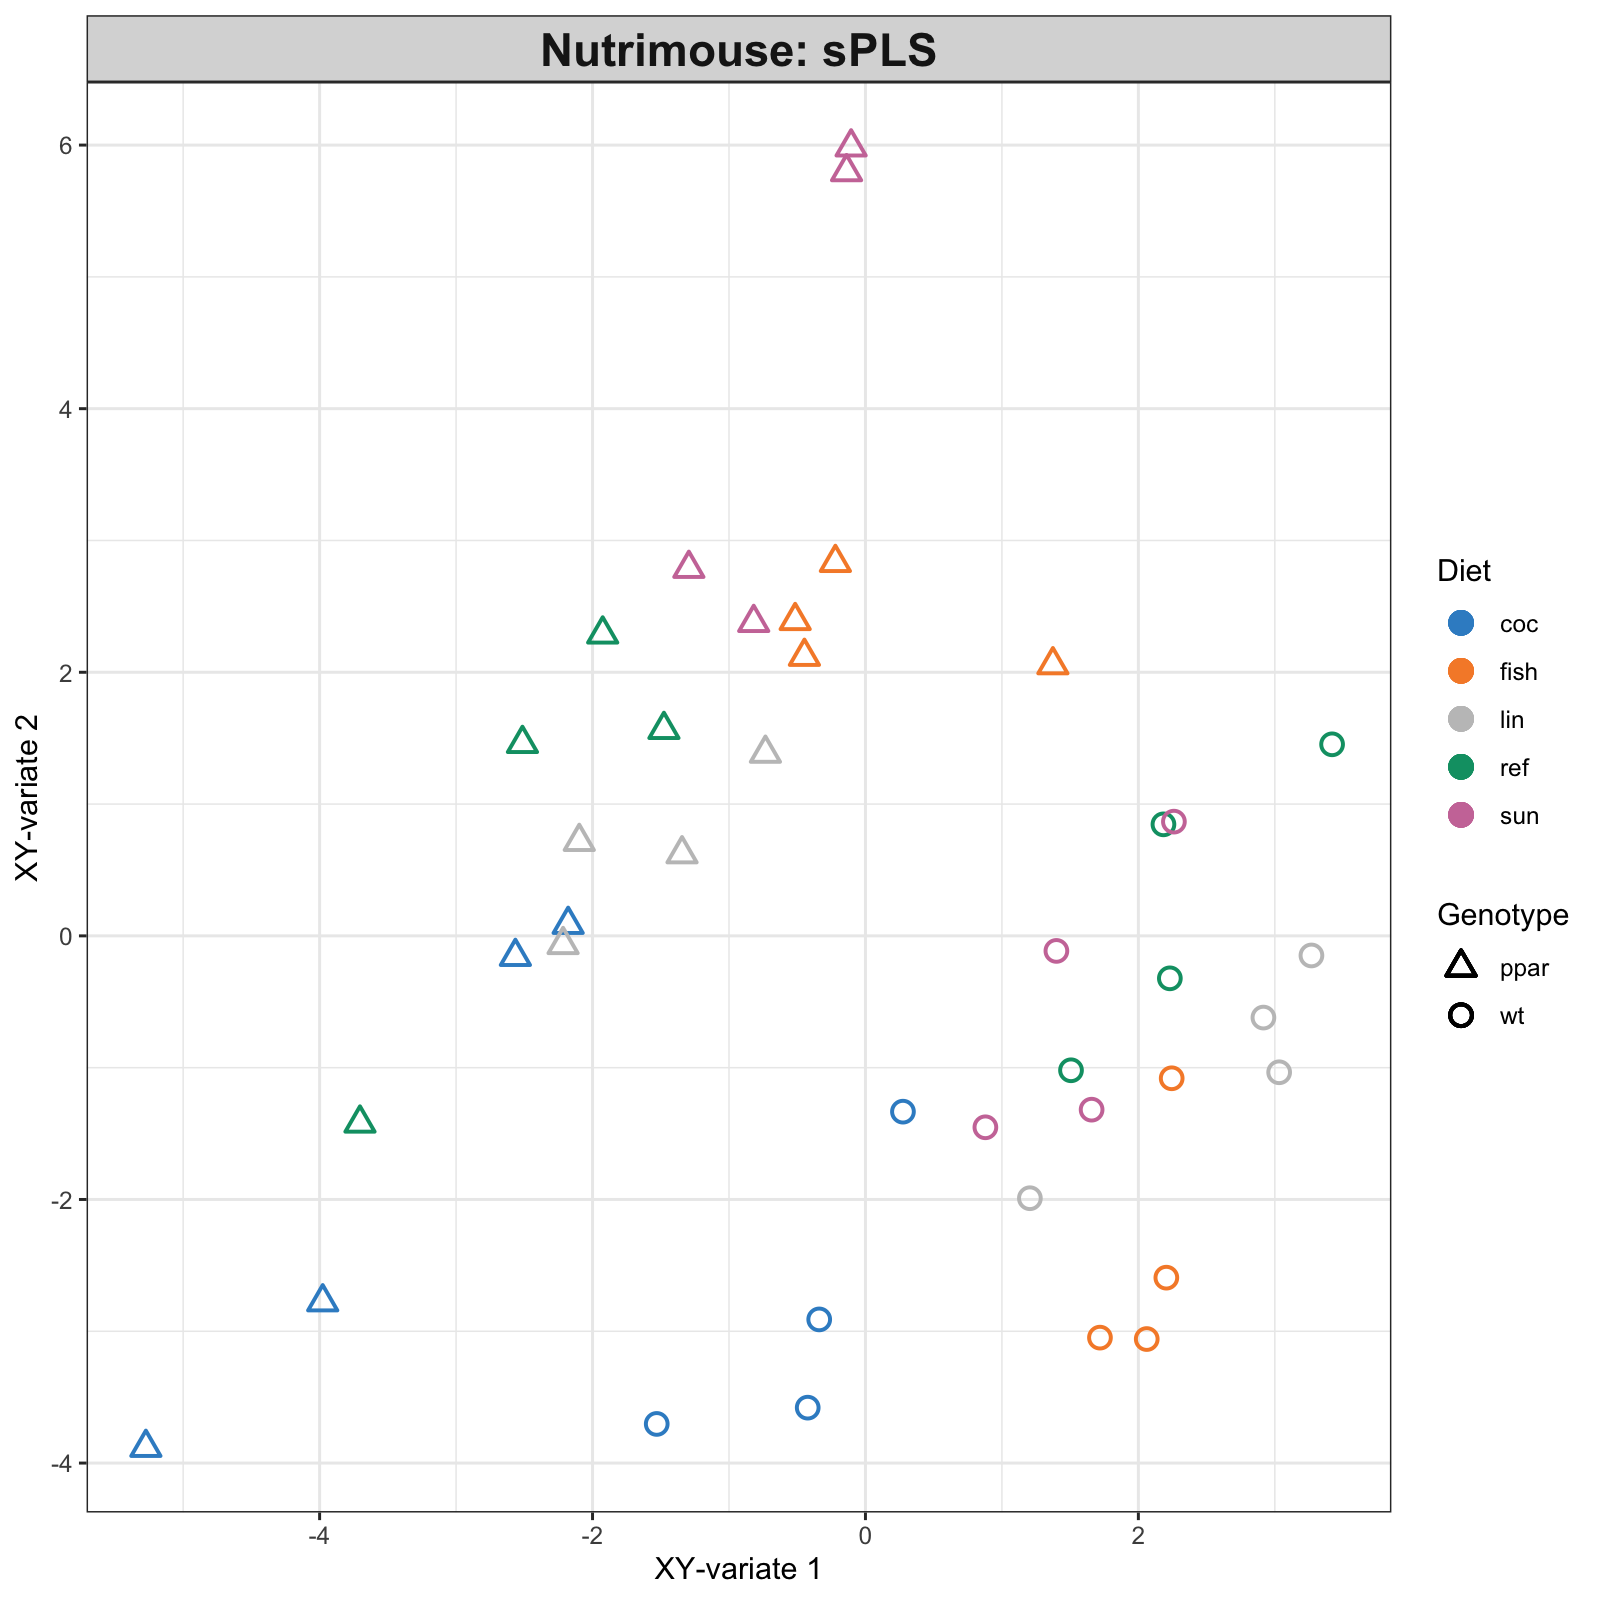 Nutrimouse: sPLS
6
4
2
0
-2
-4
XY-variate 2
-4
-2
0
2
XY-variate 1
Diet
coc
fish
lin
ref
sun
Genotype
ppar
wt